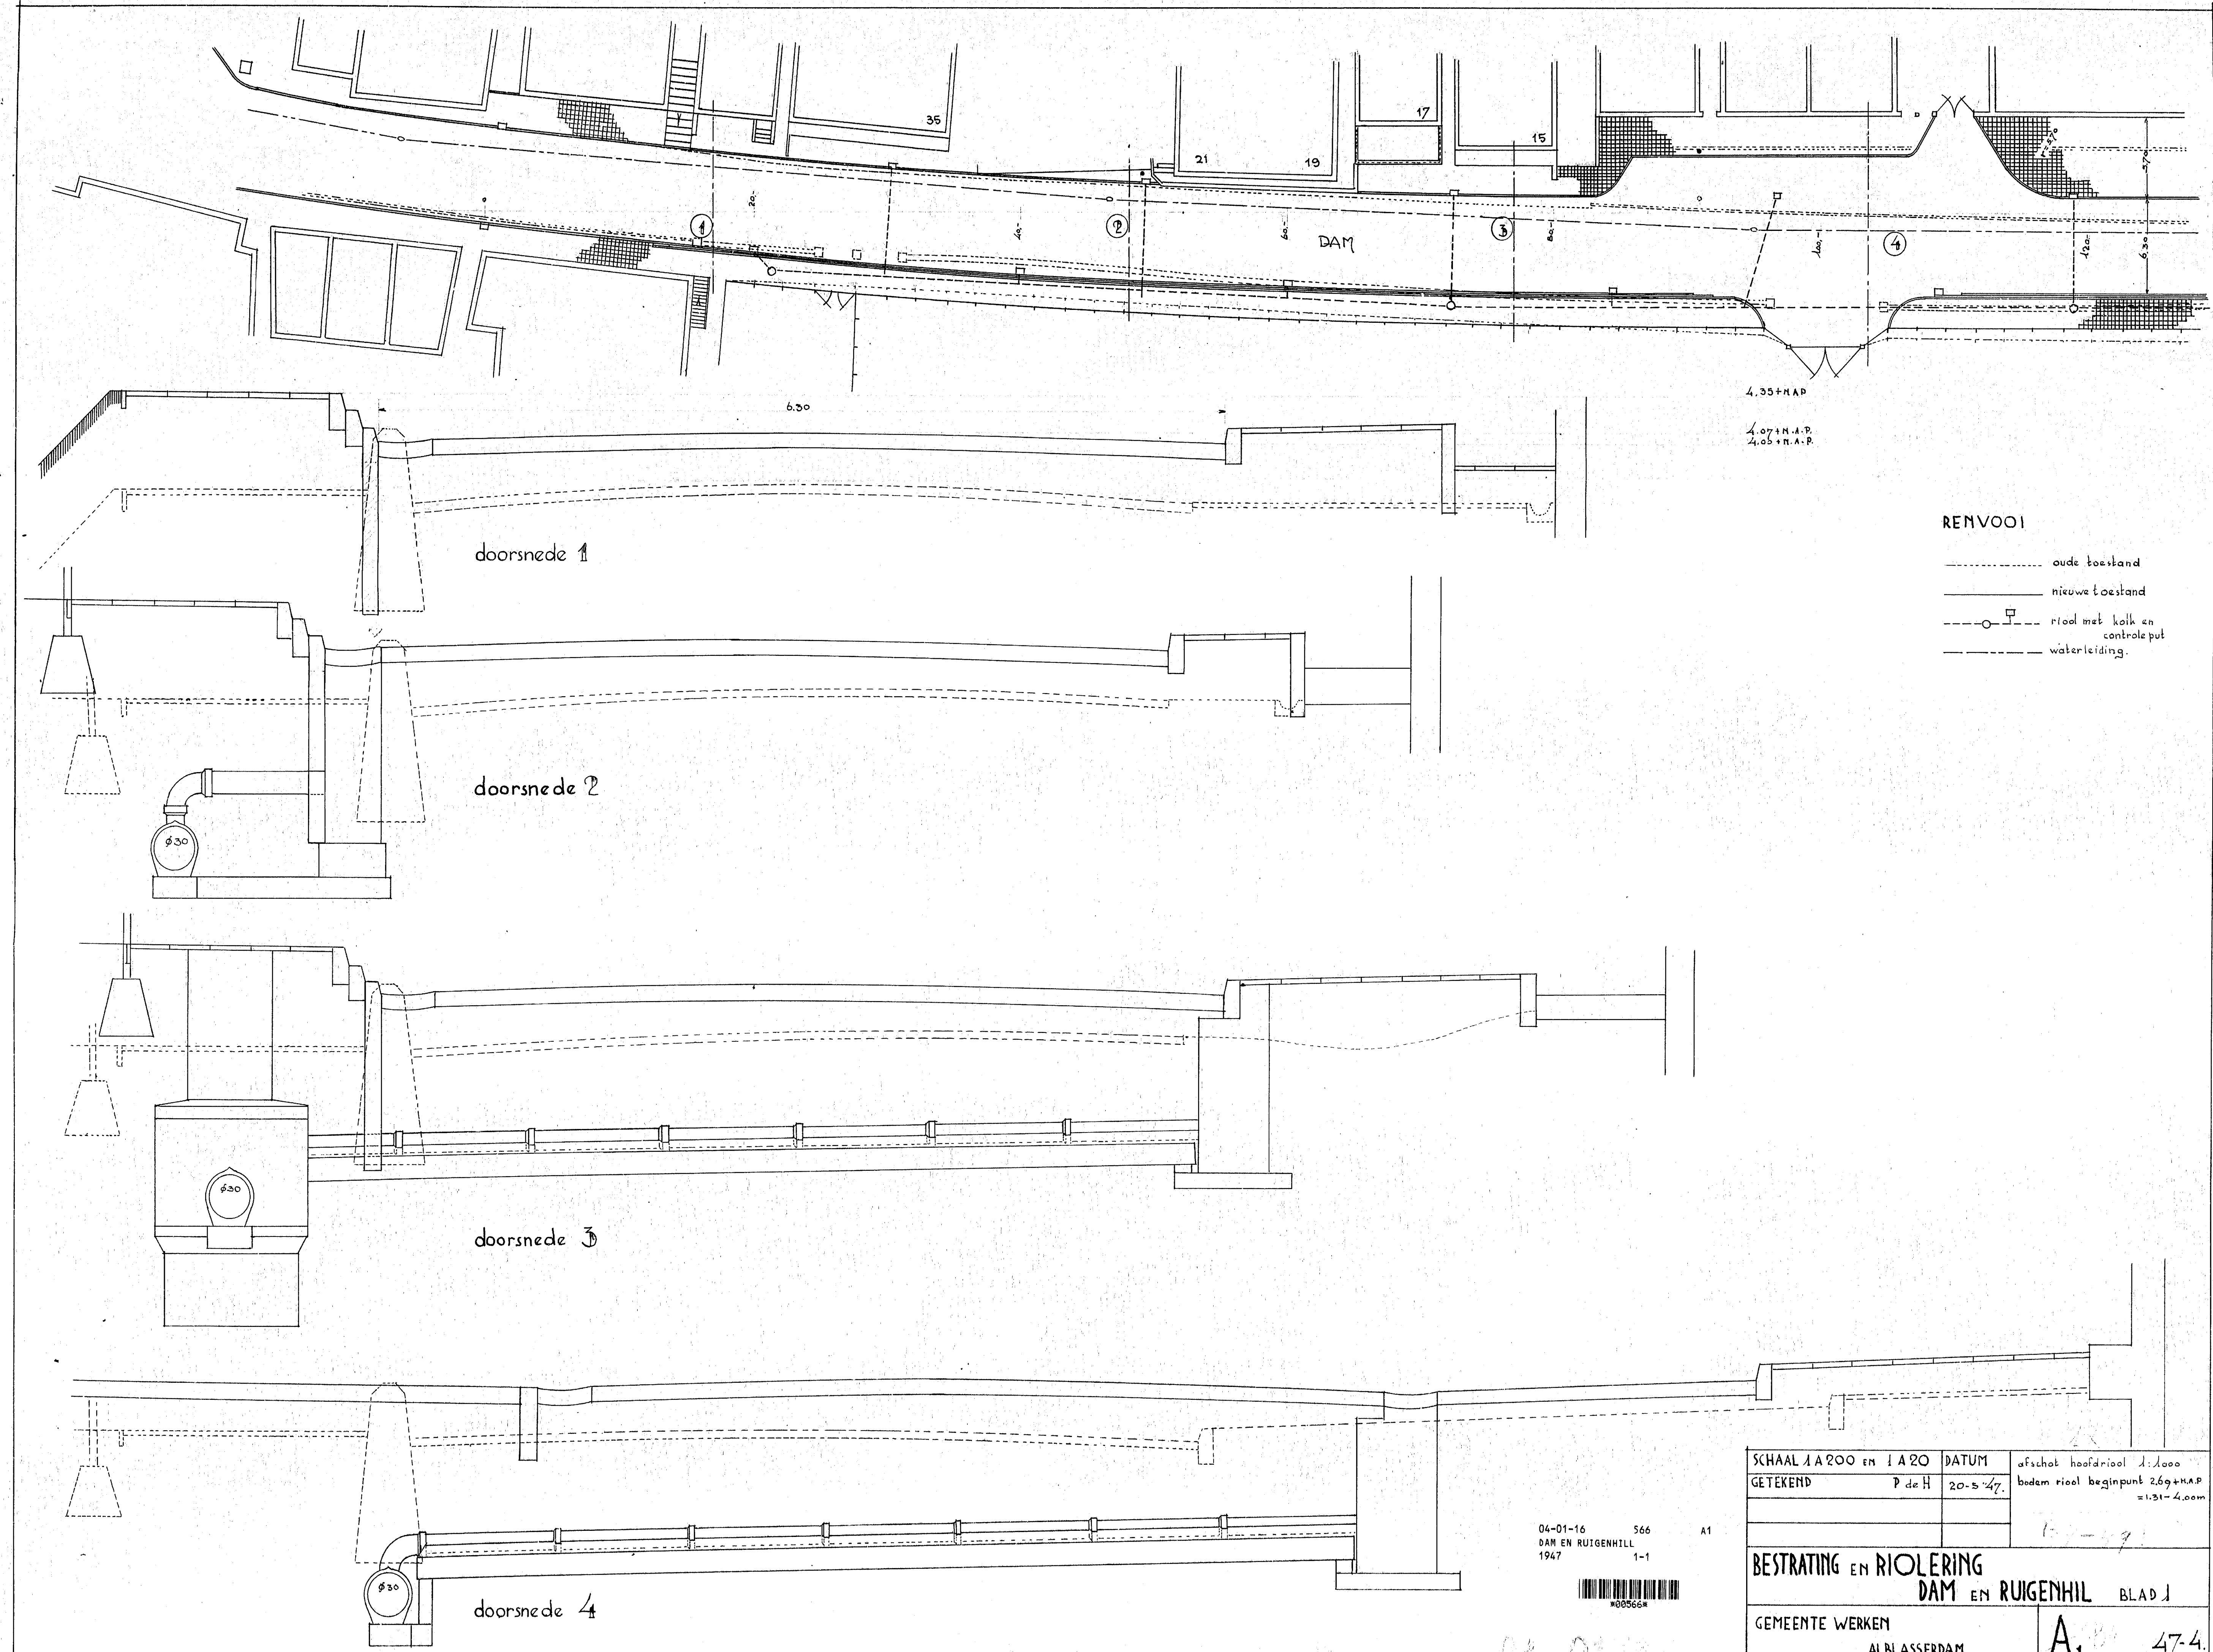 35
21
19
17
15
r=5.70
5.70
6.30
20.-
40.-
60.-
80.-
100.-
120.-
1
2
3
4
DAM
4.35+N.A.P
4.07+N.A.P.
4.05+N.A.P.
6.30
doorsnede 1
RENVOOI
oude toestand
nieuwe toestand
riool met kolk en
controle put
waterleiding.
doorsnede 2
ø30
doorsnede 3
ø30
doorsnede 4
ø30
04-01-16 566 A1
DAM EN RUIGENHILL
1947 1-1
*00566*
SCHAAL 1 A 200 EN 1 A 20 DATUM
GETEKEND P de H 20-5-'47.
afschot hoofdriool 1:1000
bodem riool beginpunt 2,69+N.A.P
=1.31-4,00m
BESTRATING EN RIOLERING
DAM EN RUIGENHIL BLAD 1
GEMEENTE WERKEN
ALBLASSERDAM
A. 47-4.